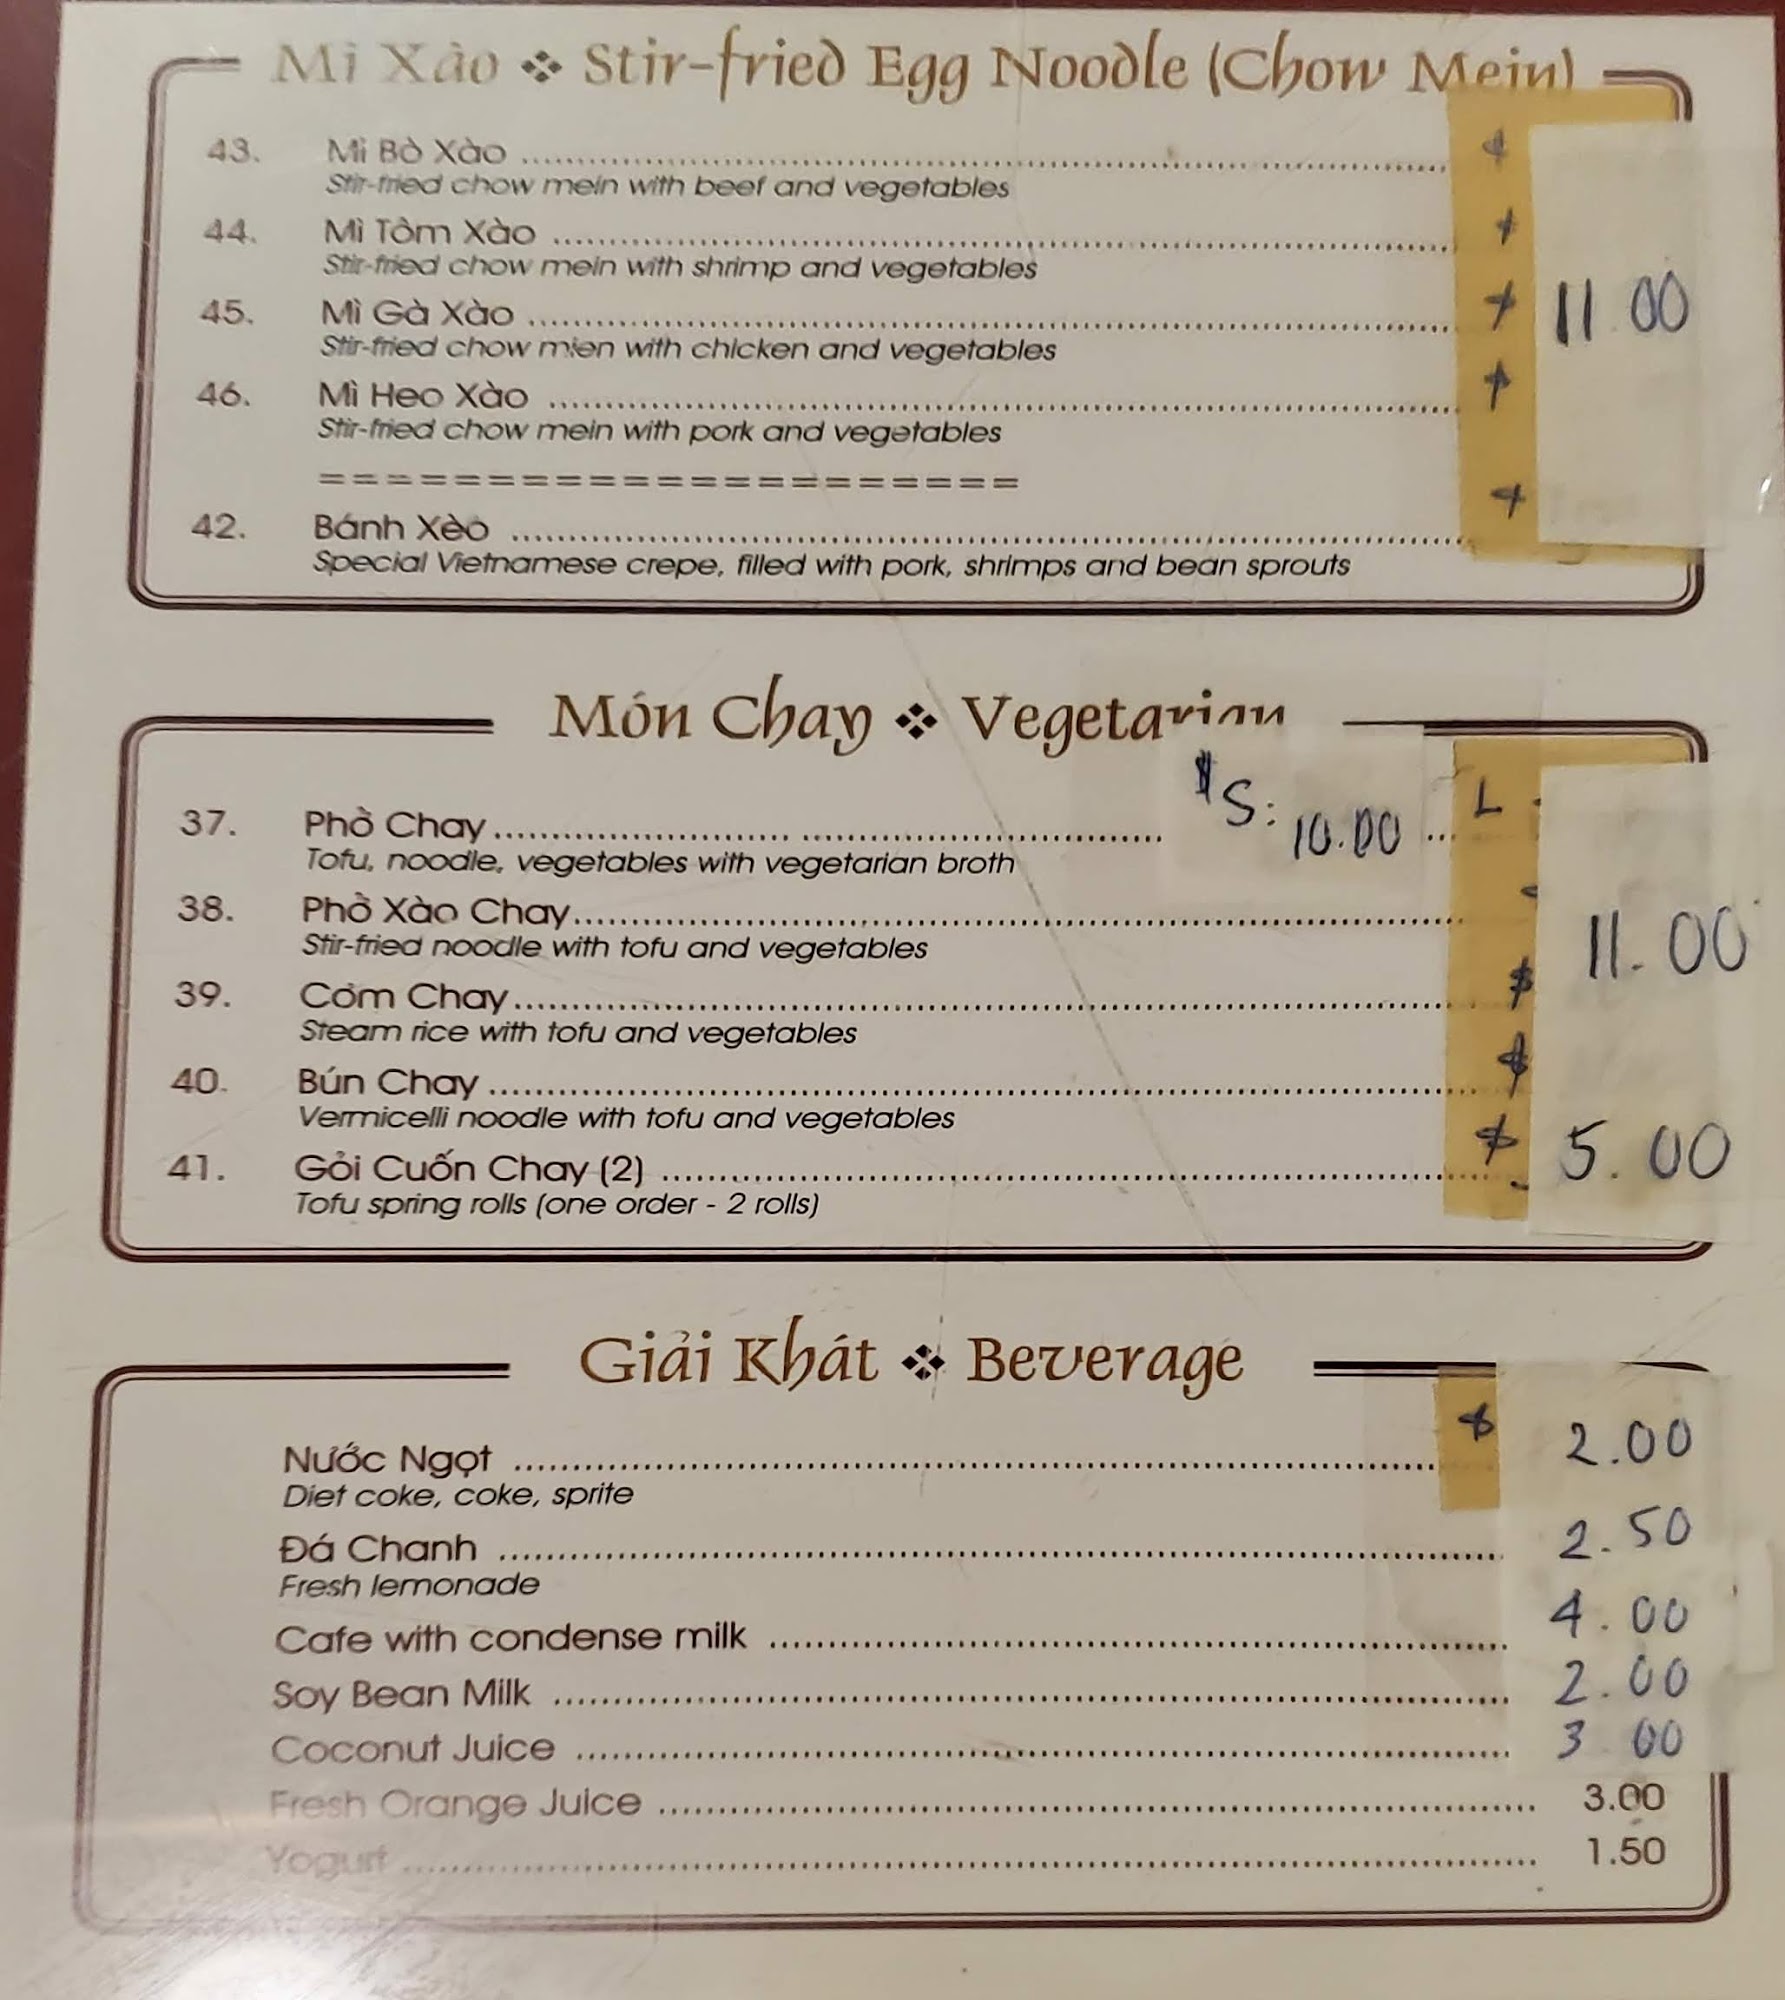 Mì Xào ❖ Stir-fried Egg Noodle (Chow Mein)
43. Mì Bò Xào
Stir-fried chow mein with beef and vegetables
44. Mì Tôm Xào
Stir-fried chow mein with shrimp and vegetables
45. Mì Gà Xào 11.00
Stir-fried chow mien with chicken and vegetables
46. Mì Heo Xào
Stir-fried chow mein with pork and vegetables
=====================
42. Bánh Xèo
Special Vietnamese crepe, filled with pork, shrimps and bean sprouts
Món Chay ❖ Vegetarian
37. Phở Chay $ S: 10.00 L
Tofu, noodle, vegetables with vegetarian broth
38. Phở Xào Chay 11.00
Stir-fried noodle with tofu and vegetables
39. Cơm Chay $
Steam rice with tofu and vegetables
40. Bún Chay $
Vermicelli noodle with tofu and vegetables
41. Gỏi Cuốn Chay (2) $ 5.00
Tofu spring rolls (one order - 2 rolls)
Giải Khát ❖ Beverage
Nước Ngọt $ 2.00
Diet coke, coke, sprite
Đá Chanh 2.50
Fresh lemonade
Cafe with condense milk 4.00
Soy Bean Milk 2.00
Coconut Juice 3.00
Fresh Orange Juice 3.00
Yogurt 1.50